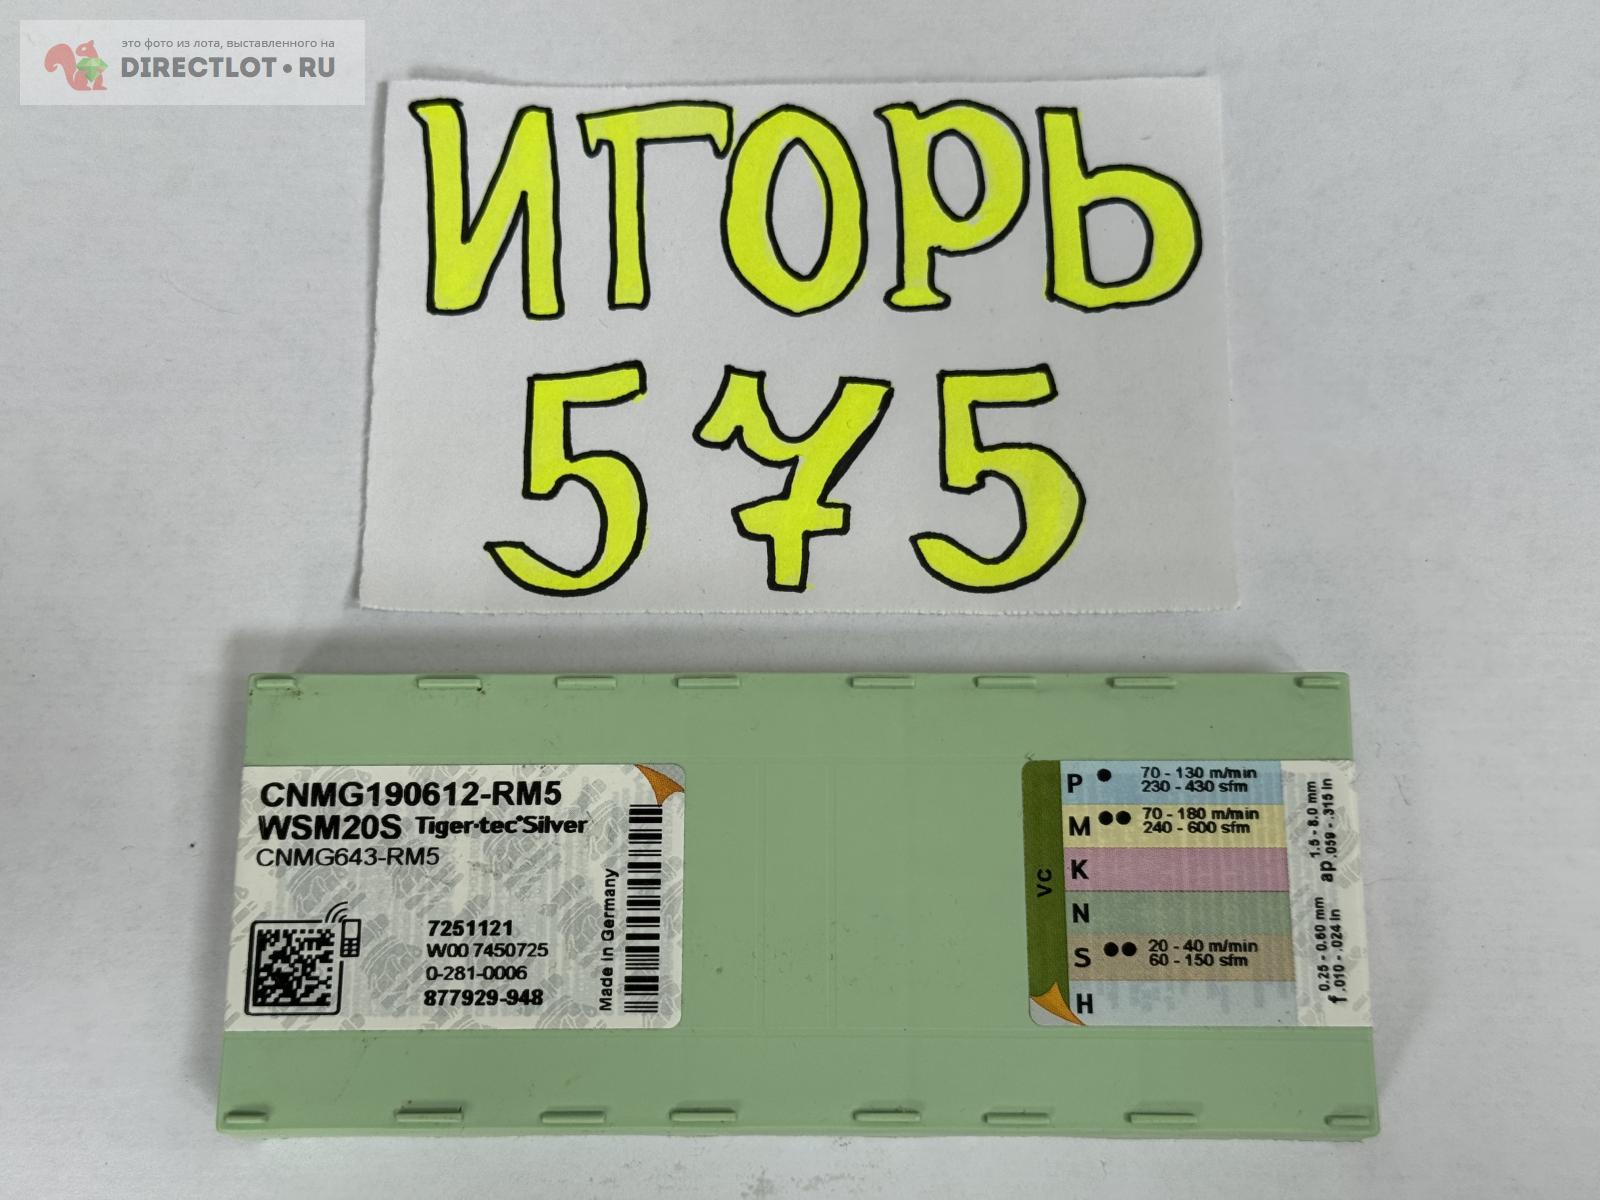 это фото из лота, выставленного на
DIRECTLOT•RU
ИГОРЬ
575
CNMG190612-RM5
WSM20S Tiger·tec®Silver
CNMG643-RM5
7251121
W00 7450725
0-281-0006
877929-948
Made in Germany
VC
P ● 70 - 130 m/min
230 - 430 sfm
M ●● 70 - 180 m/min
240 - 600 sfm
K
N
S ●● 20 - 40 m/min
60 - 150 sfm
H
1.5 - 8.0 mm
ap .059 - .315 in
0.25 - 0.60 mm
f .010 - .024 in